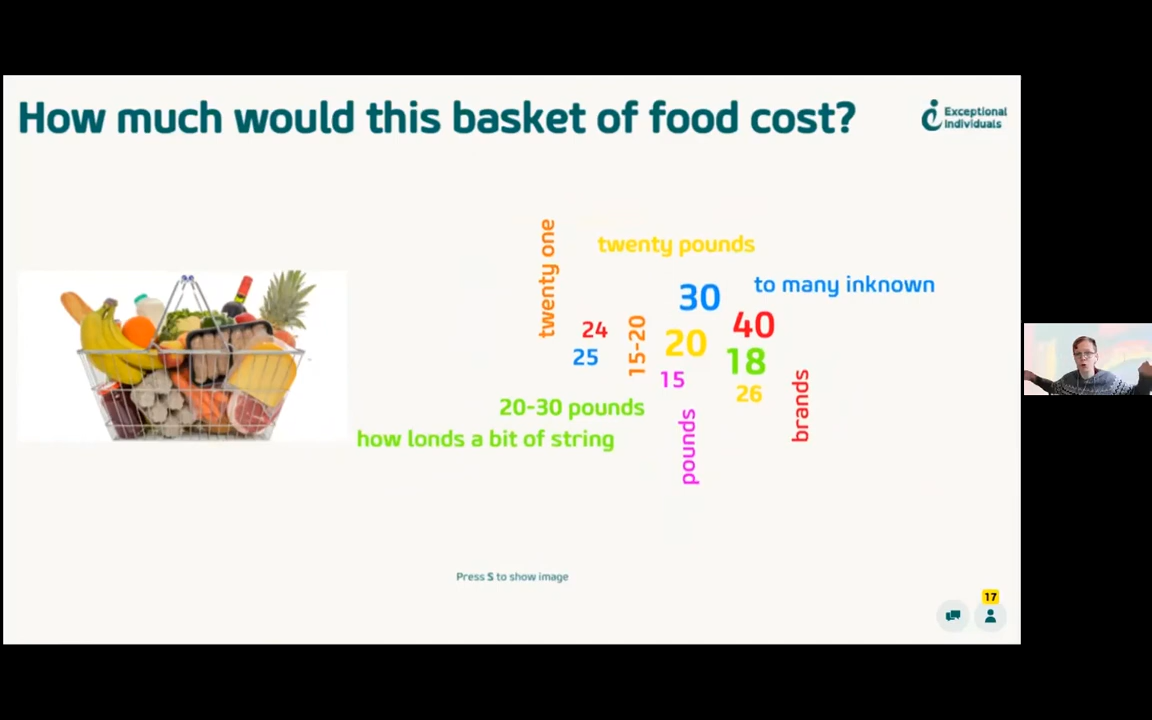 How much would this basket of food cost?
Exceptional
Individuals
twenty one
twenty pounds
to many inknown
30
40
24
15-20
20
25
18
15
26
brands
20-30 pounds
pounds
how londs a bit of string
Press S to show image
17